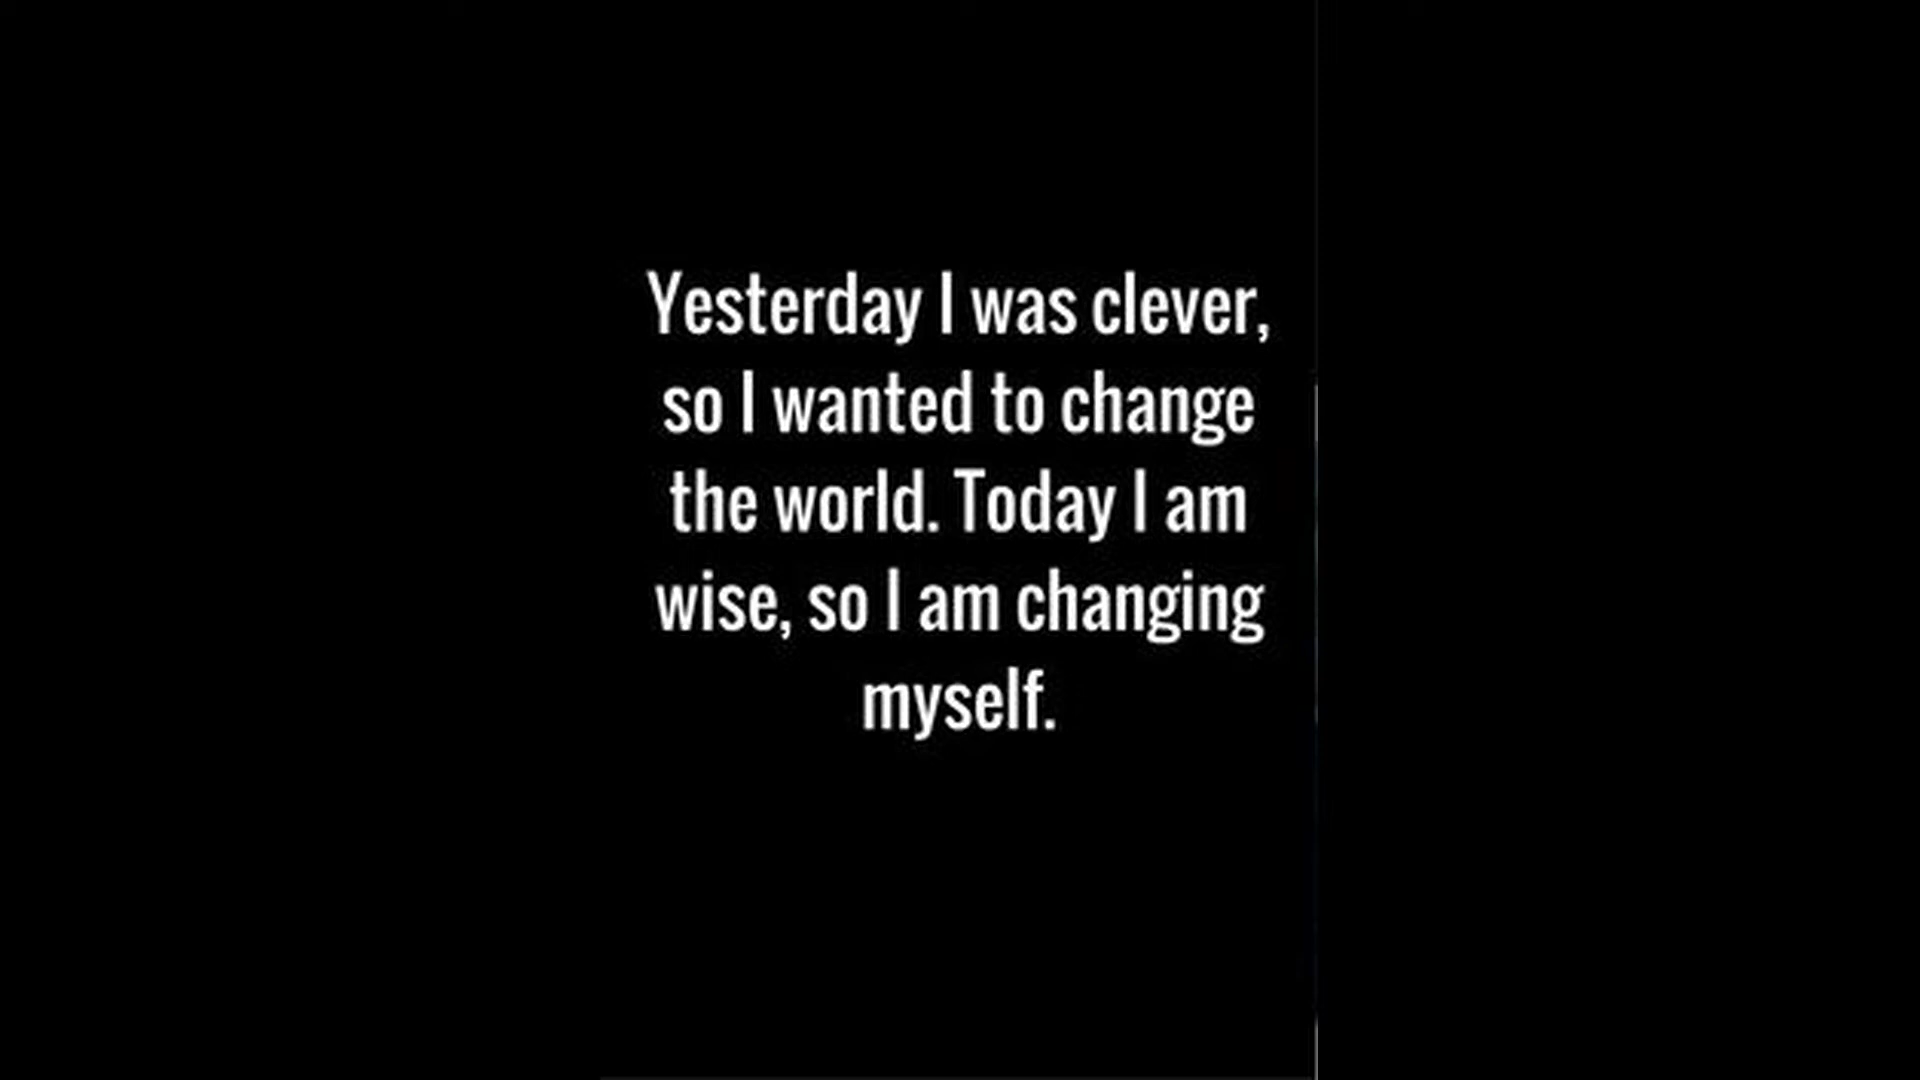 Yesterday I was clever,
so I wanted to change
the world. Today I am
wise, so I am changing
myself.